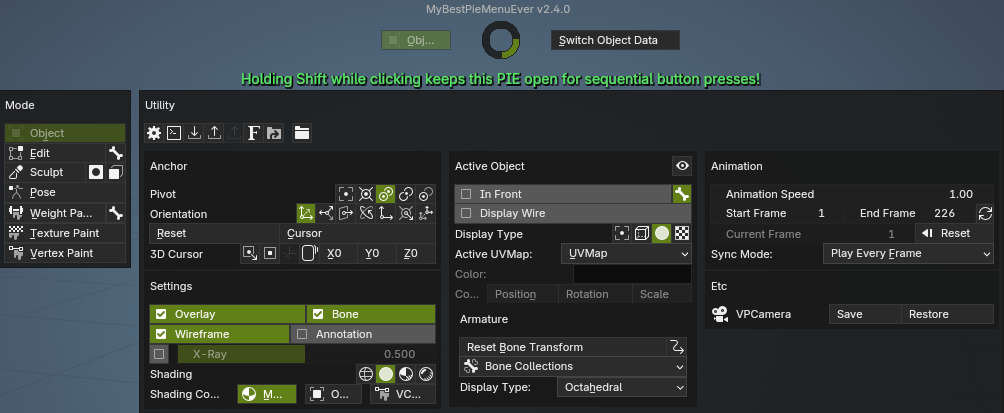 MyBestPieMenuEver v2.4.0
Obj...
Switch Object Data
Holding Shift while clicking keeps this PIE open for sequential button presses!
Mode
Object
Edit
Sculpt
Pose
Weight Pa...
Texture Paint
Vertex Paint
Utility
Anchor
Pivot
Orientation
Reset
Cursor
3D Cursor
X0
Y0
Z0
Settings
Overlay
Bone
Wireframe
Annotation
X-Ray
0.500
Shading
Shading Co...
M...
O...
VC...
Active Object
In Front
Display Wire
Display Type
Active UVMap:
UVMap
Color:
Co...
Position
Rotation
Scale
Armature
Reset Bone Transform
Bone Collections
Display Type:
Octahedral
Animation
Animation Speed
1.00
Start Frame
1
End Frame
226
Current Frame
1
Reset
Sync Mode:
Play Every Frame
Etc
VPCamera
Save
Restore